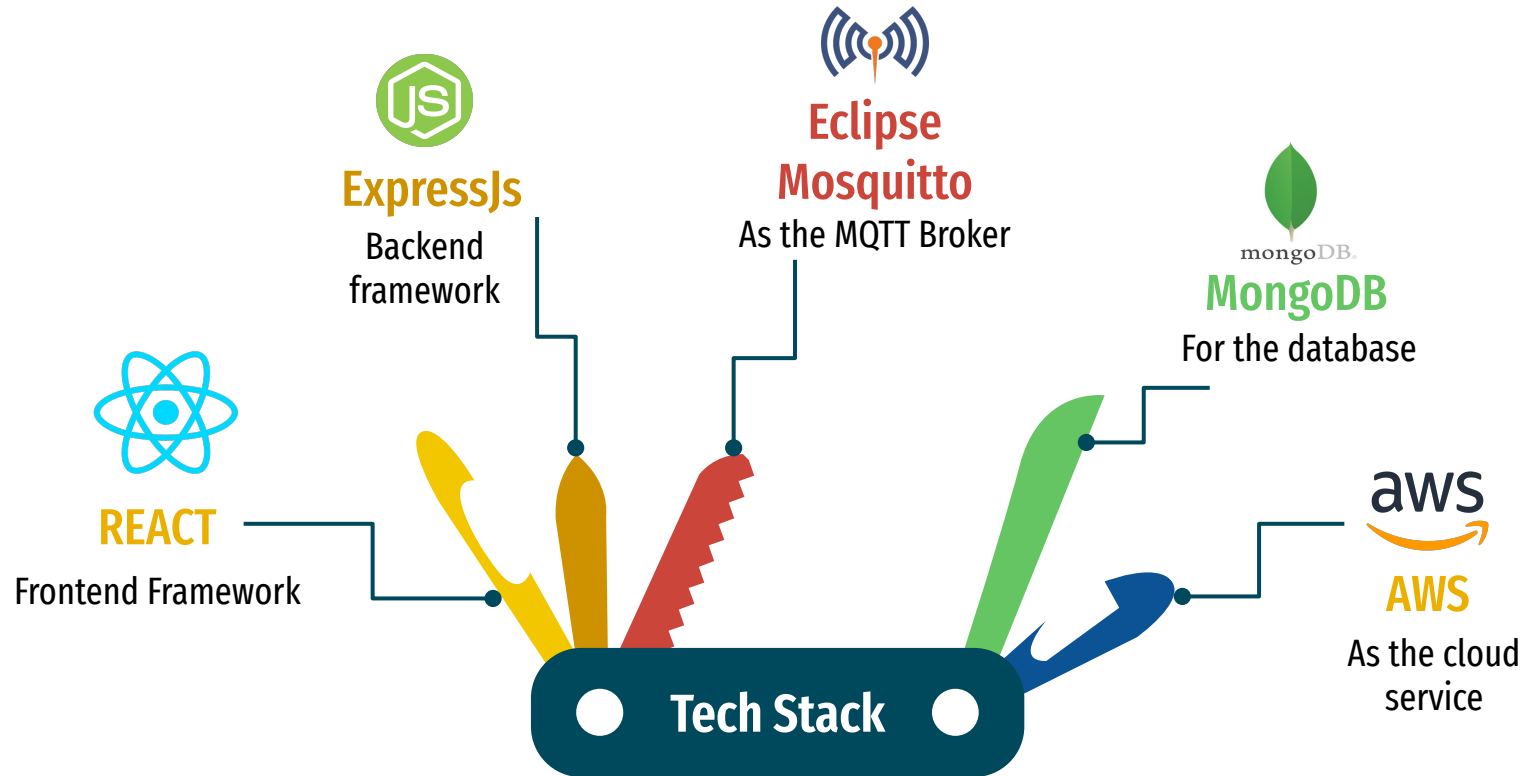 JS
ExpressJs
Backend
framework
Eclipse
Mosquitto
As the MQTT Broker
mongoDB.
MongoDB
For the database
REACT
Frontend Framework
aws
AWS
As the cloud
service
Tech Stack